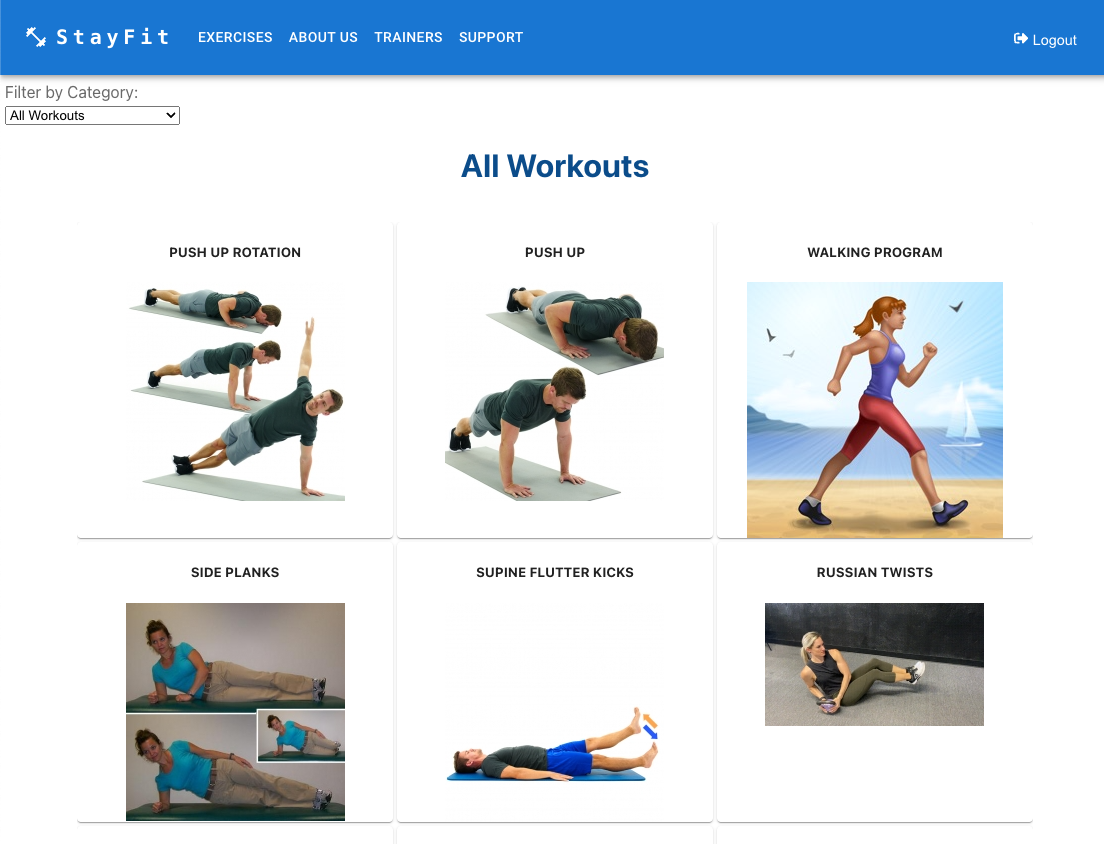 StayFit EXERCISES ABOUT US TRAINERS SUPPORT Logout
Filter by Category:
All Workouts
All Workouts
PUSH UP ROTATION PUSH UP WALKING PROGRAM
SIDE PLANKS SUPINE FLUTTER KICKS RUSSIAN TWISTS